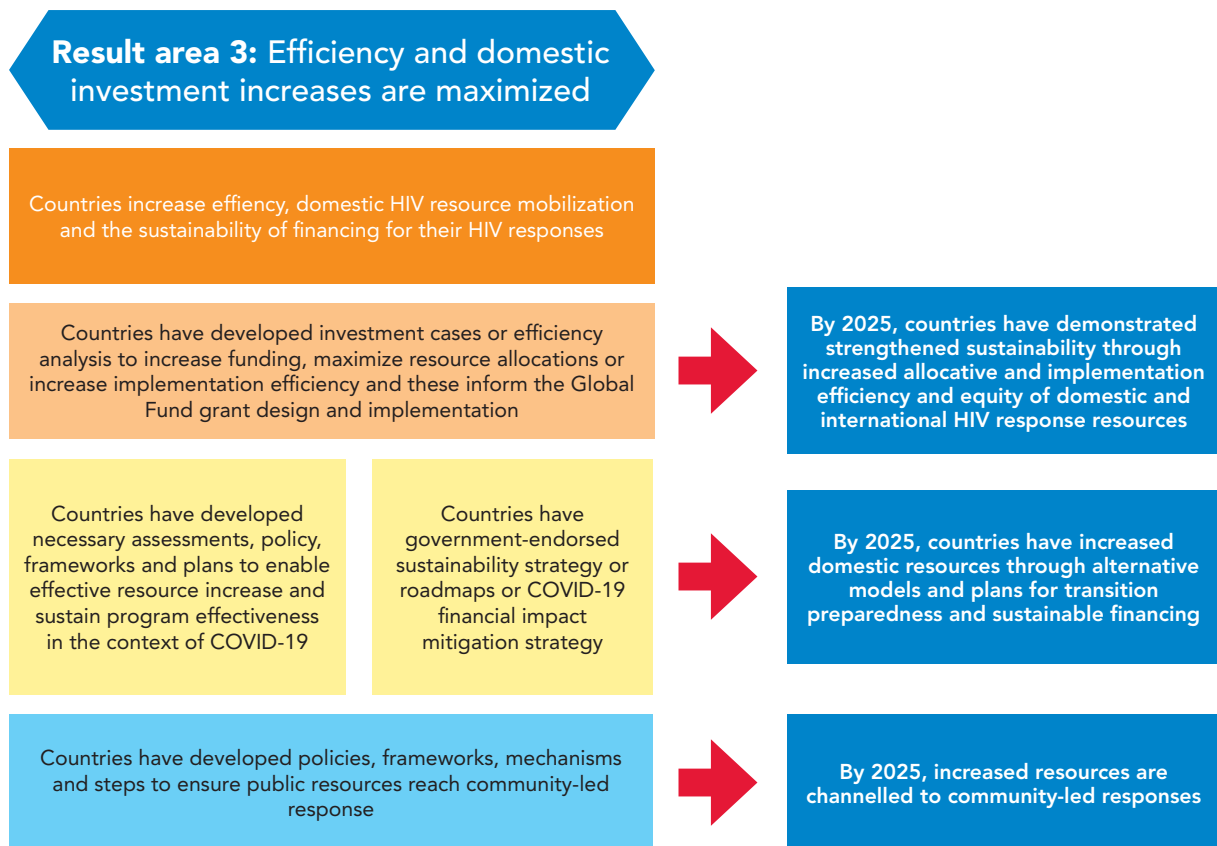 Result area 3: Efficiency and domestic
investment increases are maximized
Countries increase effiency, domestic HIV resource mobilization
and the sustainability of financing for their HIV responses
Countries have developed investment cases or efficiency
analysis to increase funding, maximize resource allocations or
increase implementation efficiency and these inform the Global
Fund grant design and implementation
By 2025, countries have demonstrated
strengthened sustainability through
increased allocative and implementation
efficiency and equity of domestic and
international HIV response resources
Countries have developed
necessary assessments, policy,
frameworks and plans to enable
effective resource increase and
sustain program effectiveness
in the context of COVID-19
Countries have
government-endorsed
sustainability strategy or
roadmaps or COVID-19
financial impact
mitigation strategy
By 2025, countries have increased
domestic resources through alternative
models and plans for transition
preparedness and sustainable financing
Countries have developed policies, frameworks, mechanisms
and steps to ensure public resources reach community-led
response
By 2025, increased resources are
channelled to community-led responses